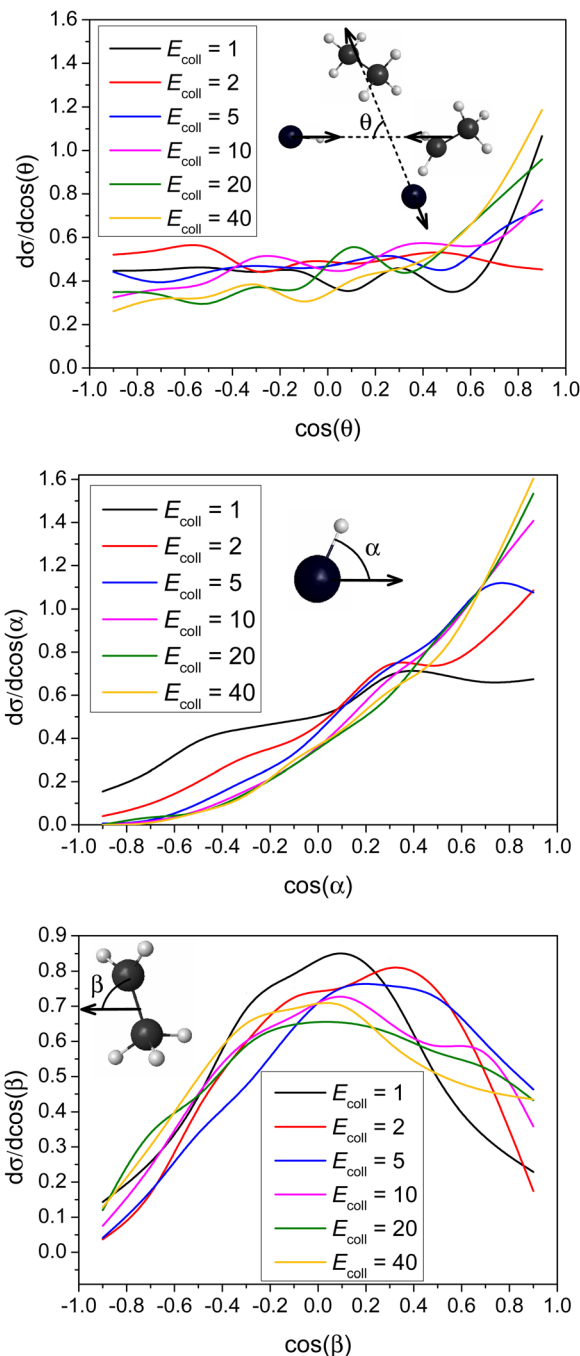 1.6
1.4
1.2
1.0
0.8
0.6
0.4
0.2
0.0
dσ/dcos(θ)
E_coll = 1
E_coll = 2
E_coll = 5
E_coll = 10
E_coll = 20
E_coll = 40
θ
-1.0 -0.8 -0.6 -0.4 -0.2 0.0 0.2 0.4 0.6 0.8 1.0
cos(θ)
1.6
1.4
1.2
1.0
0.8
0.6
0.4
0.2
0.0
dσ/dcos(α)
E_coll = 1
E_coll = 2
E_coll = 5
E_coll = 10
E_coll = 20
E_coll = 40
α
-1.0 -0.8 -0.6 -0.4 -0.2 0.0 0.2 0.4 0.6 0.8 1.0
cos(α)
0.9
0.8
0.7
0.6
0.5
0.4
0.3
0.2
0.1
0.0
dσ/dcos(β)
β
E_coll = 1
E_coll = 2
E_coll = 5
E_coll = 10
E_coll = 20
E_coll = 40
-1.0 -0.8 -0.6 -0.4 -0.2 0.0 0.2 0.4 0.6 0.8 1.0
cos(β)